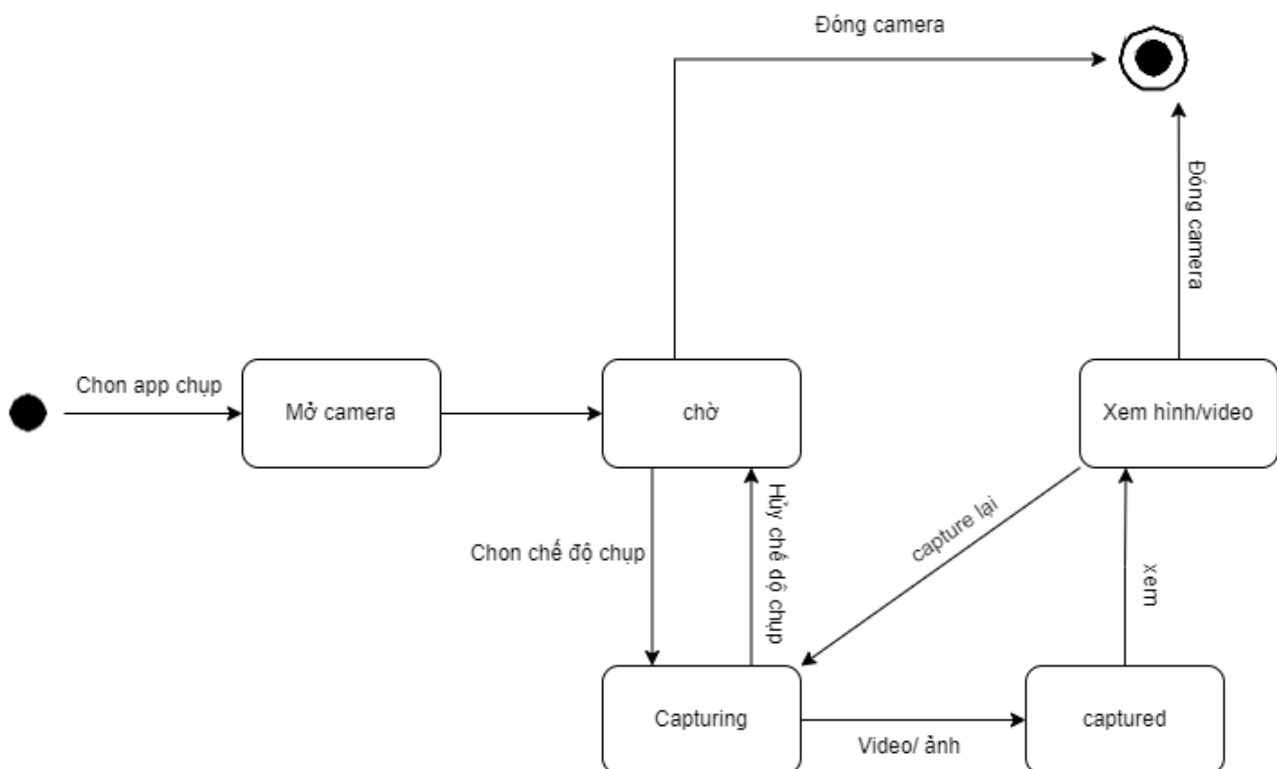 Đóng camera
Đóng camera
Chon app chụp
Mở camera
chờ
Xem hình/video
Chon chế độ chụp
Hủy chế độ chụp
capture lại
xem
Capturing
Video/ ảnh
captured